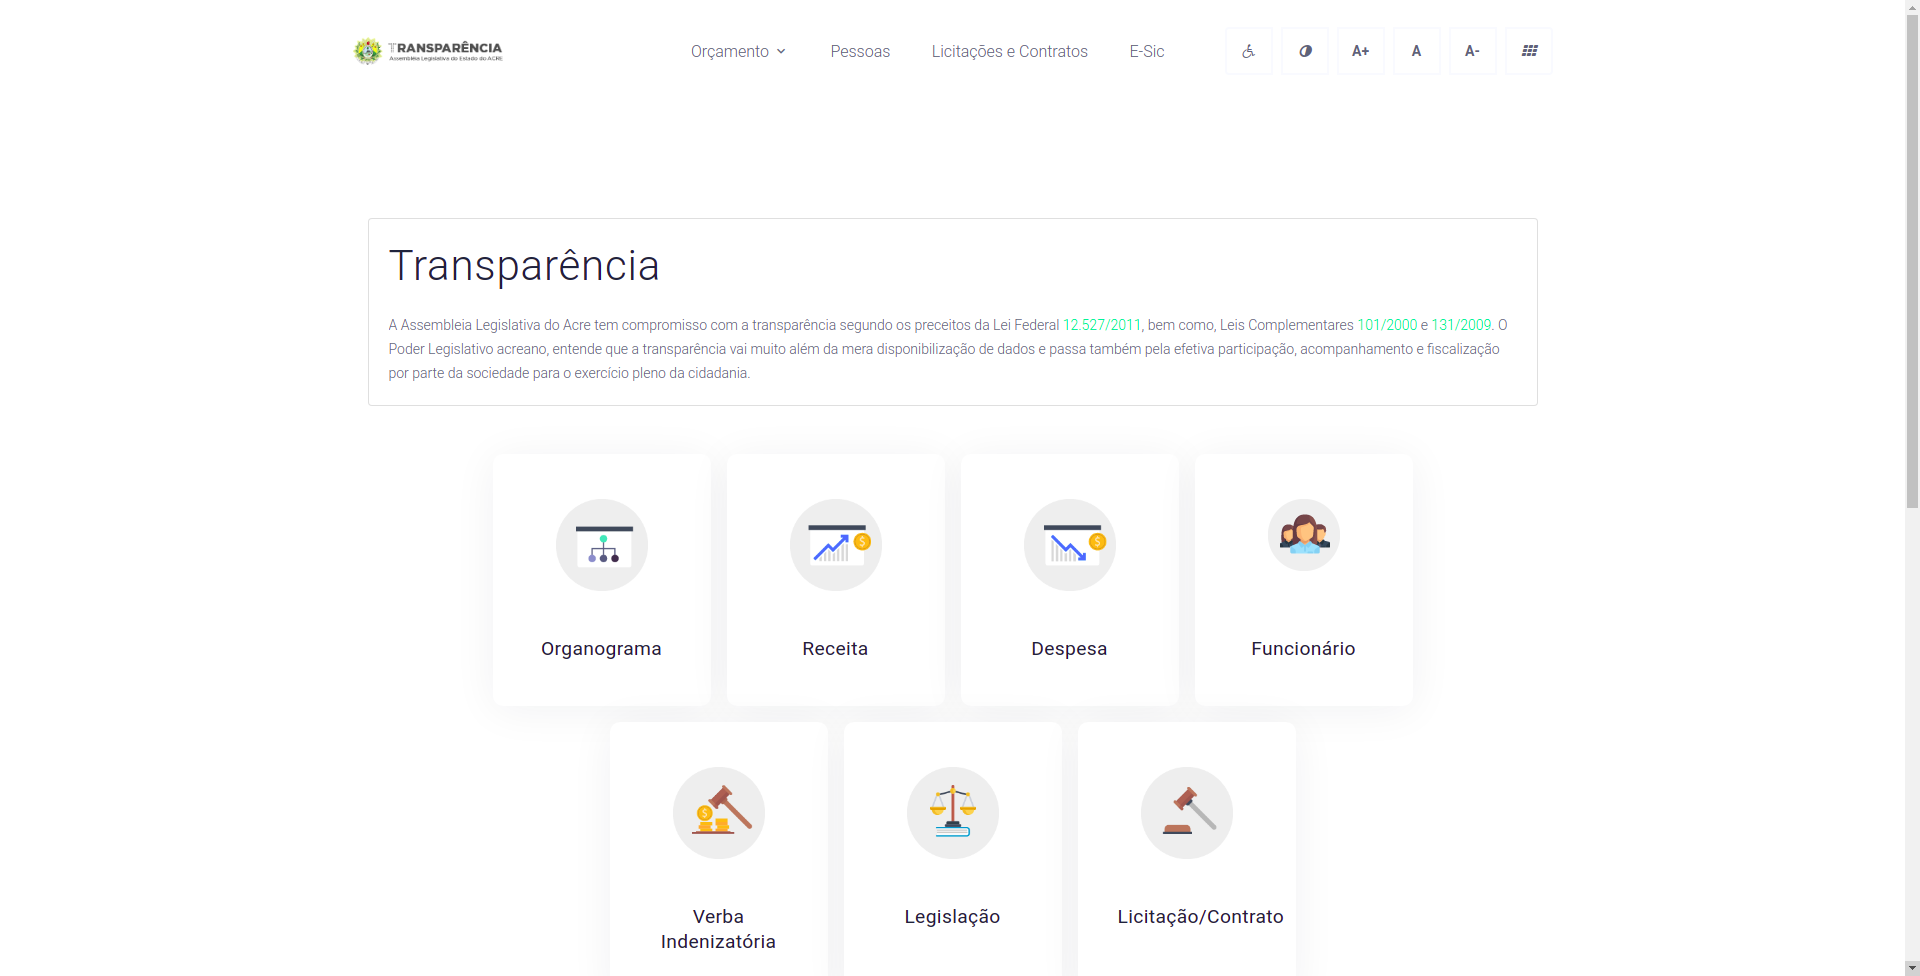 TRANSPARÊNCIA
Assembléia Legislativa do Estado do ACRE
Orçamento
Pessoas
Licitações e Contratos
E-Sic
A+
A
A-
Transparência
A Assembleia Legislativa do Acre tem compromisso com a transparência segundo os preceitos da Lei Federal 12.527/2011, bem como, Leis Complementares 101/2000 e 131/2009. O
Poder Legislativo acreano, entende que a transparência vai muito além da mera disponibilização de dados e passa também pela efetiva participação, acompanhamento e fiscalização
por parte da sociedade para o exercício pleno da cidadania.
Organograma
Receita
Despesa
Funcionário
Verba
Indenizatória
Legislação
Licitação/Contrato